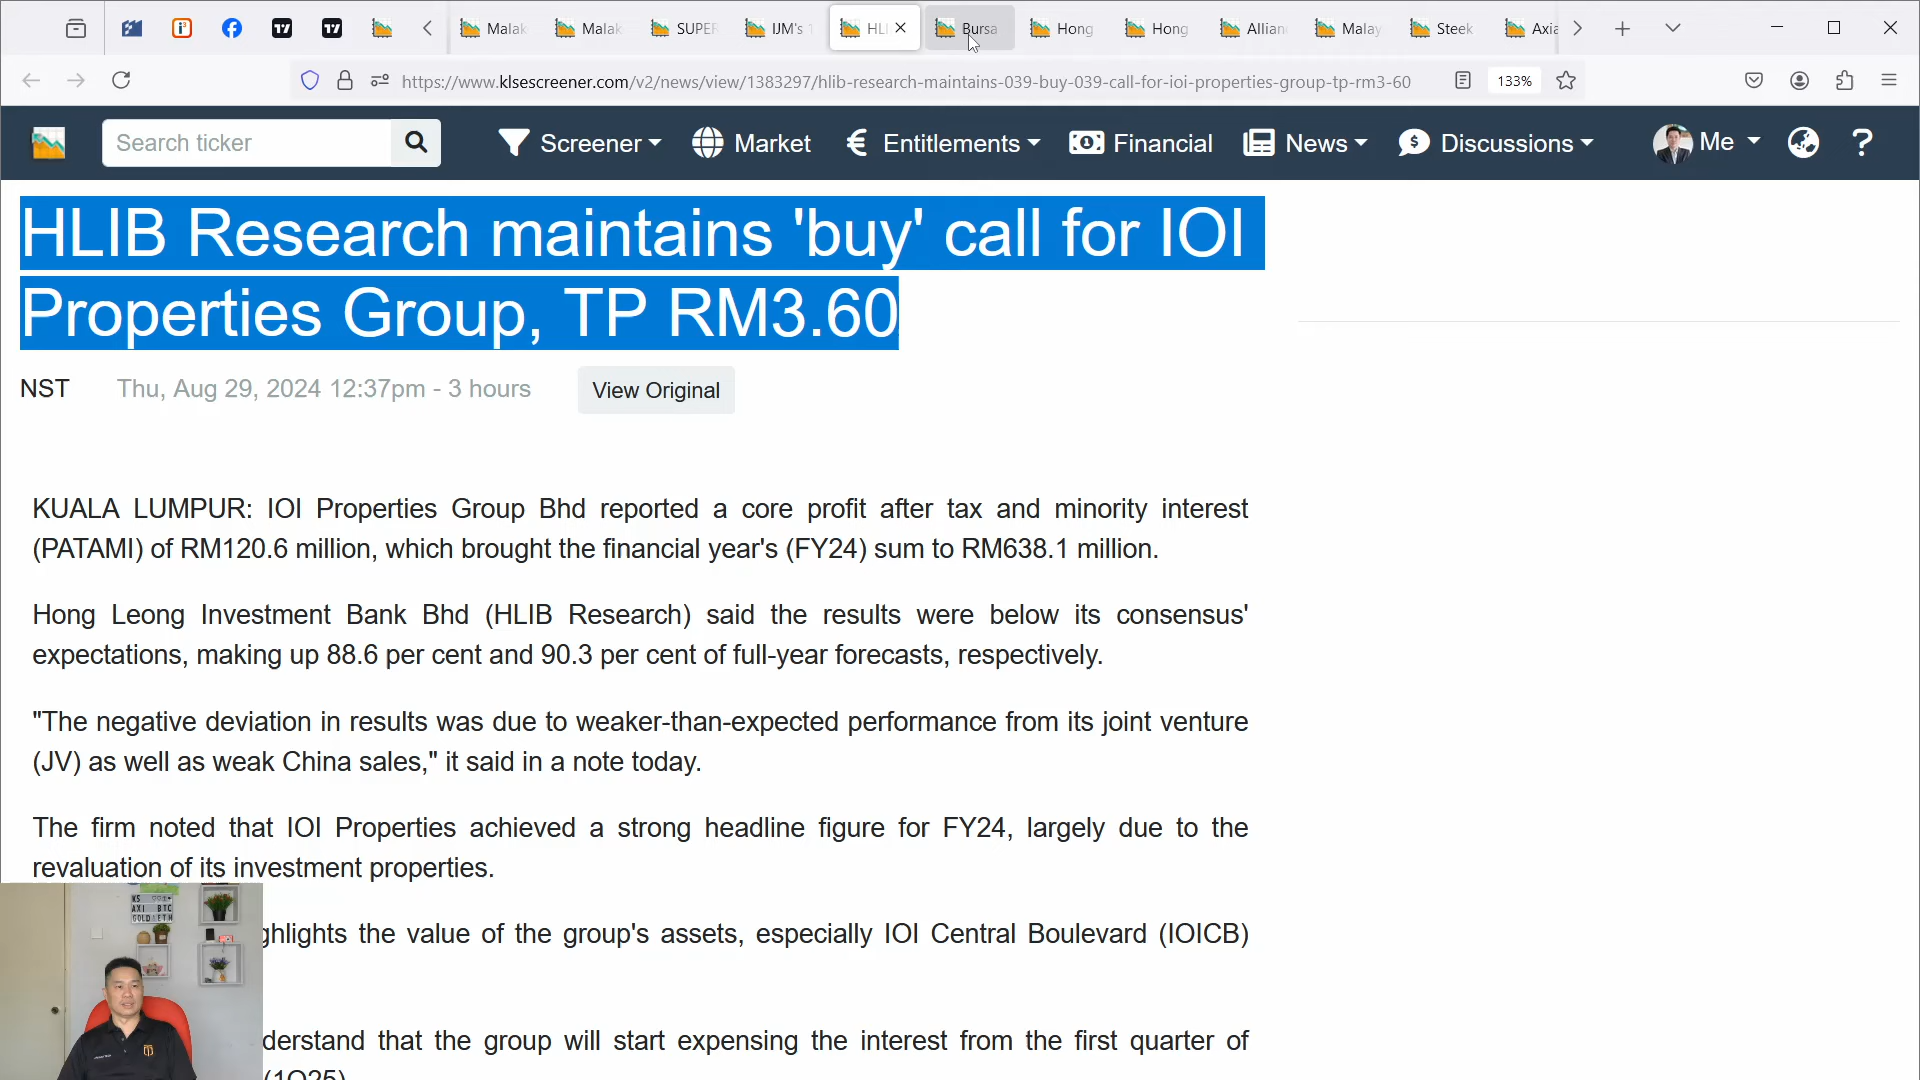 Malak
Malak
SUPER
IJM's
HLI
Bursa
Hong
Hong
Allian
Malay
Steek
Axia
https://www.klsescreener.com/v2/news/view/1383297/hlib-research-maintains-039-buy-039-call-for-ioi-properties-group-tp-rm3-60
133%
Search ticker
Screener
Market
Entitlements
Financial
News
Discussions
Me
HLIB Research maintains 'buy' call for IOI
Properties Group, TP RM3.60
NST
Thu, Aug 29, 2024 12:37pm - 3 hours
View Original
KUALA LUMPUR: IOI Properties Group Bhd reported a core profit after tax and minority interest
(PATAMI) of RM120.6 million, which brought the financial year's (FY24) sum to RM638.1 million.
Hong Leong Investment Bank Bhd (HLIB Research) said the results were below its consensus'
expectations, making up 88.6 per cent and 90.3 per cent of full-year forecasts, respectively.
"The negative deviation in results was due to weaker-than-expected performance from its joint venture
(JV) as well as weak China sales," it said in a note today.
The firm noted that IOI Properties achieved a strong headline figure for FY24, largely due to the
revaluation of its investment properties.
ghlights the value of the group's assets, especially IOI Central Boulevard (IOICB)
derstand that the group will start expensing the interest from the first quarter of
(1Q25)
AXI BTC
GOLD ETH